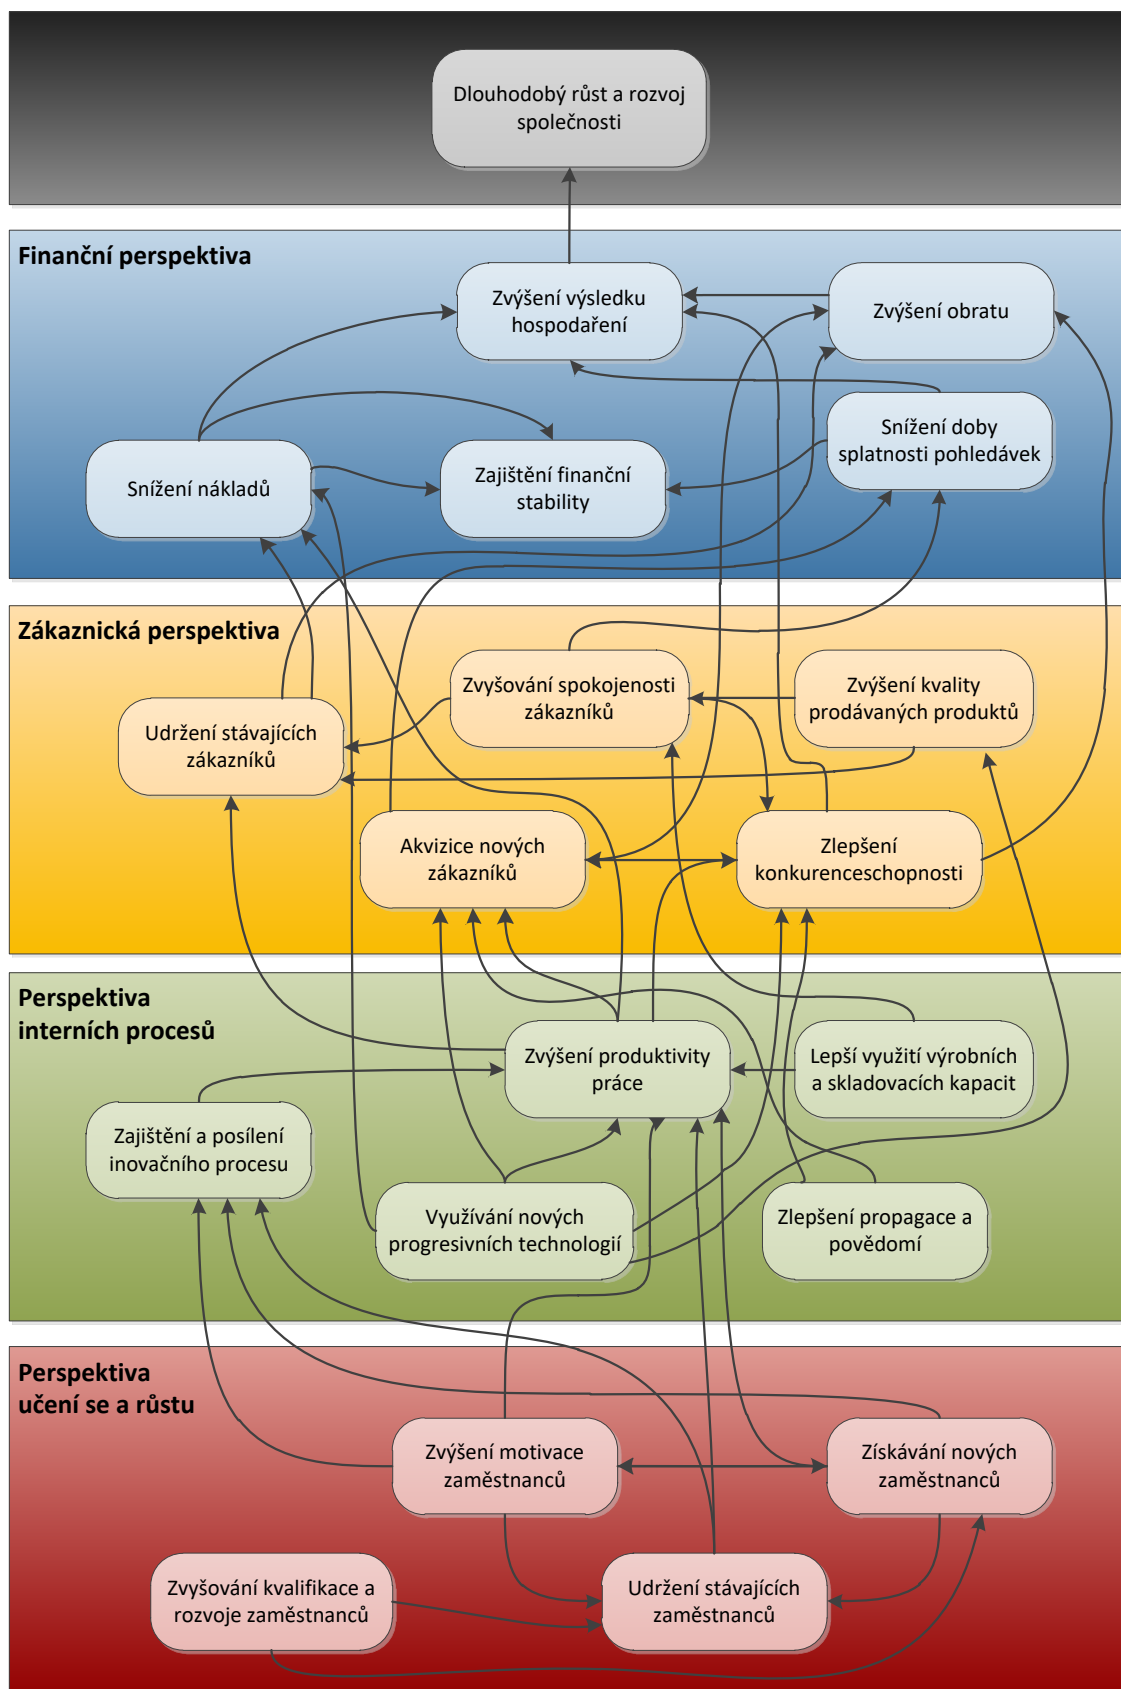 Dlouhodobý růst a rozvoj
společnosti
Finanční perspektiva
Zvýšení výsledku
hospodaření
Zvýšení obratu
Snížení doby
splatnosti pohledávek
Snížení nákladů
Zajištění finanční
stability
Zákaznická perspektiva
Zvyšování spokojenosti
zákazníků
Zvýšení kvality
prodávaných produktů
Udržení stávajících
zákazníků
Akvizice nových
zákazníků
Zlepšení
konkurenceschopnosti
Perspektiva
interních procesů
Zvýšení produktivity
práce
Lepší využití výrobních
a skladovacích kapacit
Zajištění a posílení
inovačního procesu
Využívání nových
progresivních technologií
Zlepšení propagace a
povědomí
Perspektiva
učení se a růstu
Zvýšení motivace
zaměstnanců
Získávání nových
zaměstnanců
Zvyšování kvalifikace a
rozvoje zaměstnanců
Udržení stávajících
zaměstnanců